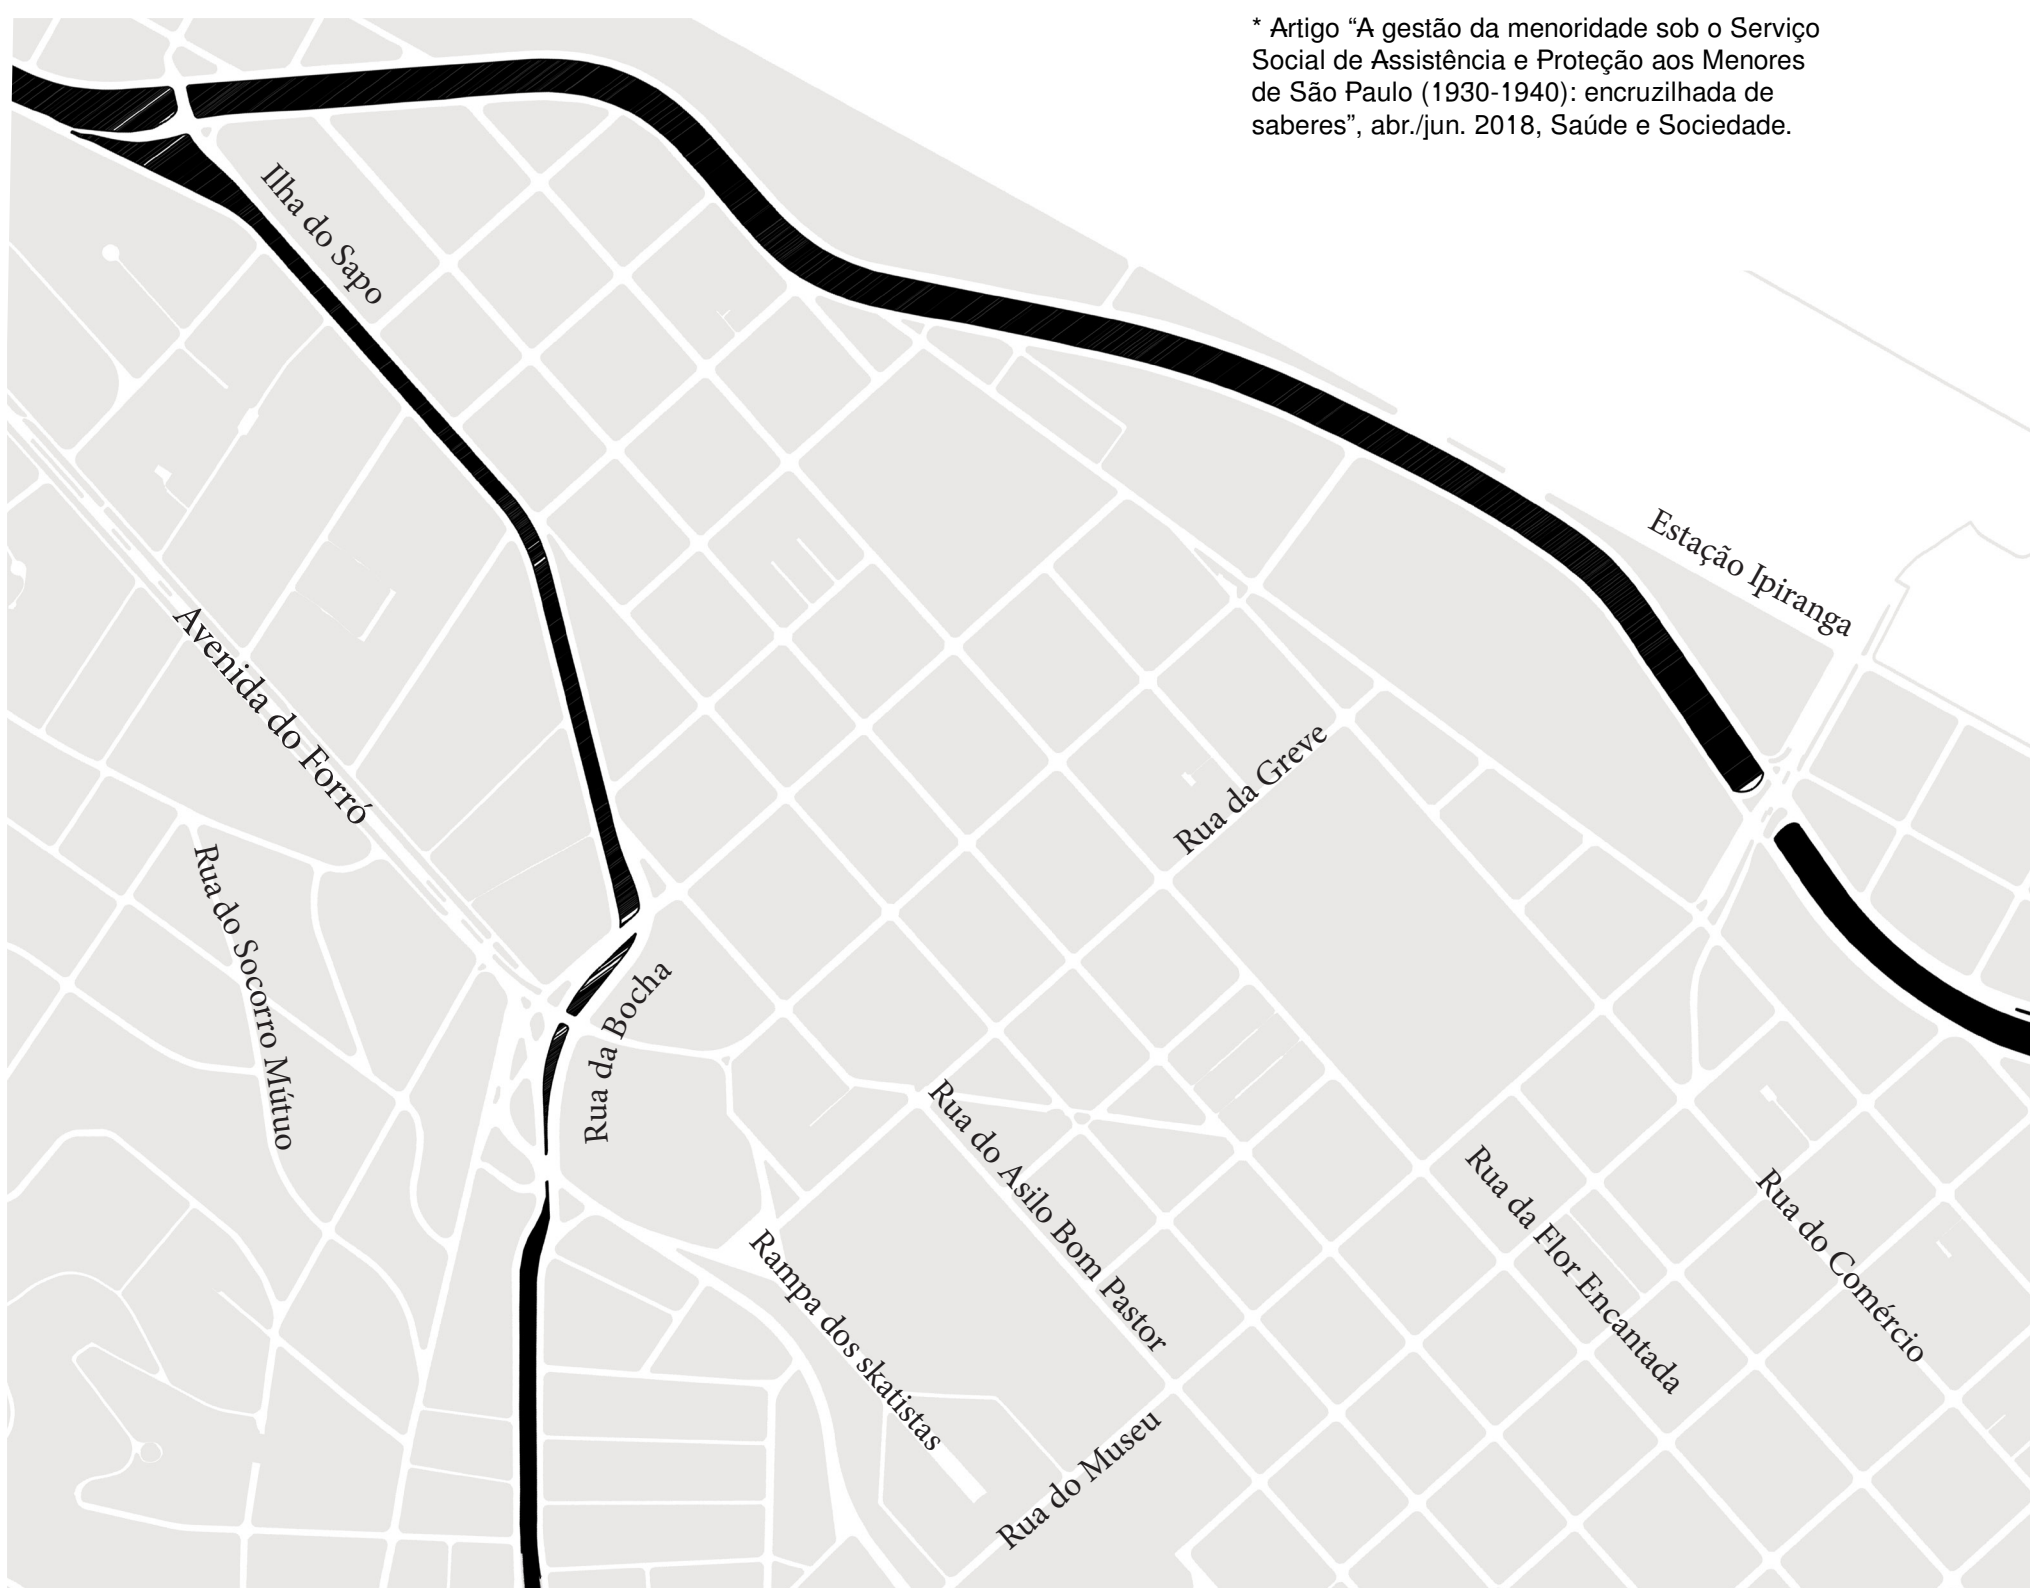 * Artigo “A gestão da menoridade sob o Serviço
Social de Assistência e Proteção aos Menores
de São Paulo (1930-1940): encruzilhada de
saberes”, abr./jun. 2018, Saúde e Sociedade.
Ilha do Sapo
Estação Ipiranga
Avenida do Forró
Rua da Greve
Rua do Socorro Mútuo
Rua da Bocha
Rua do Asilo Bom Pastor
Rua da Flor Encantada
Rua do Comércio
Rampa dos skatistas
Rua do Museu